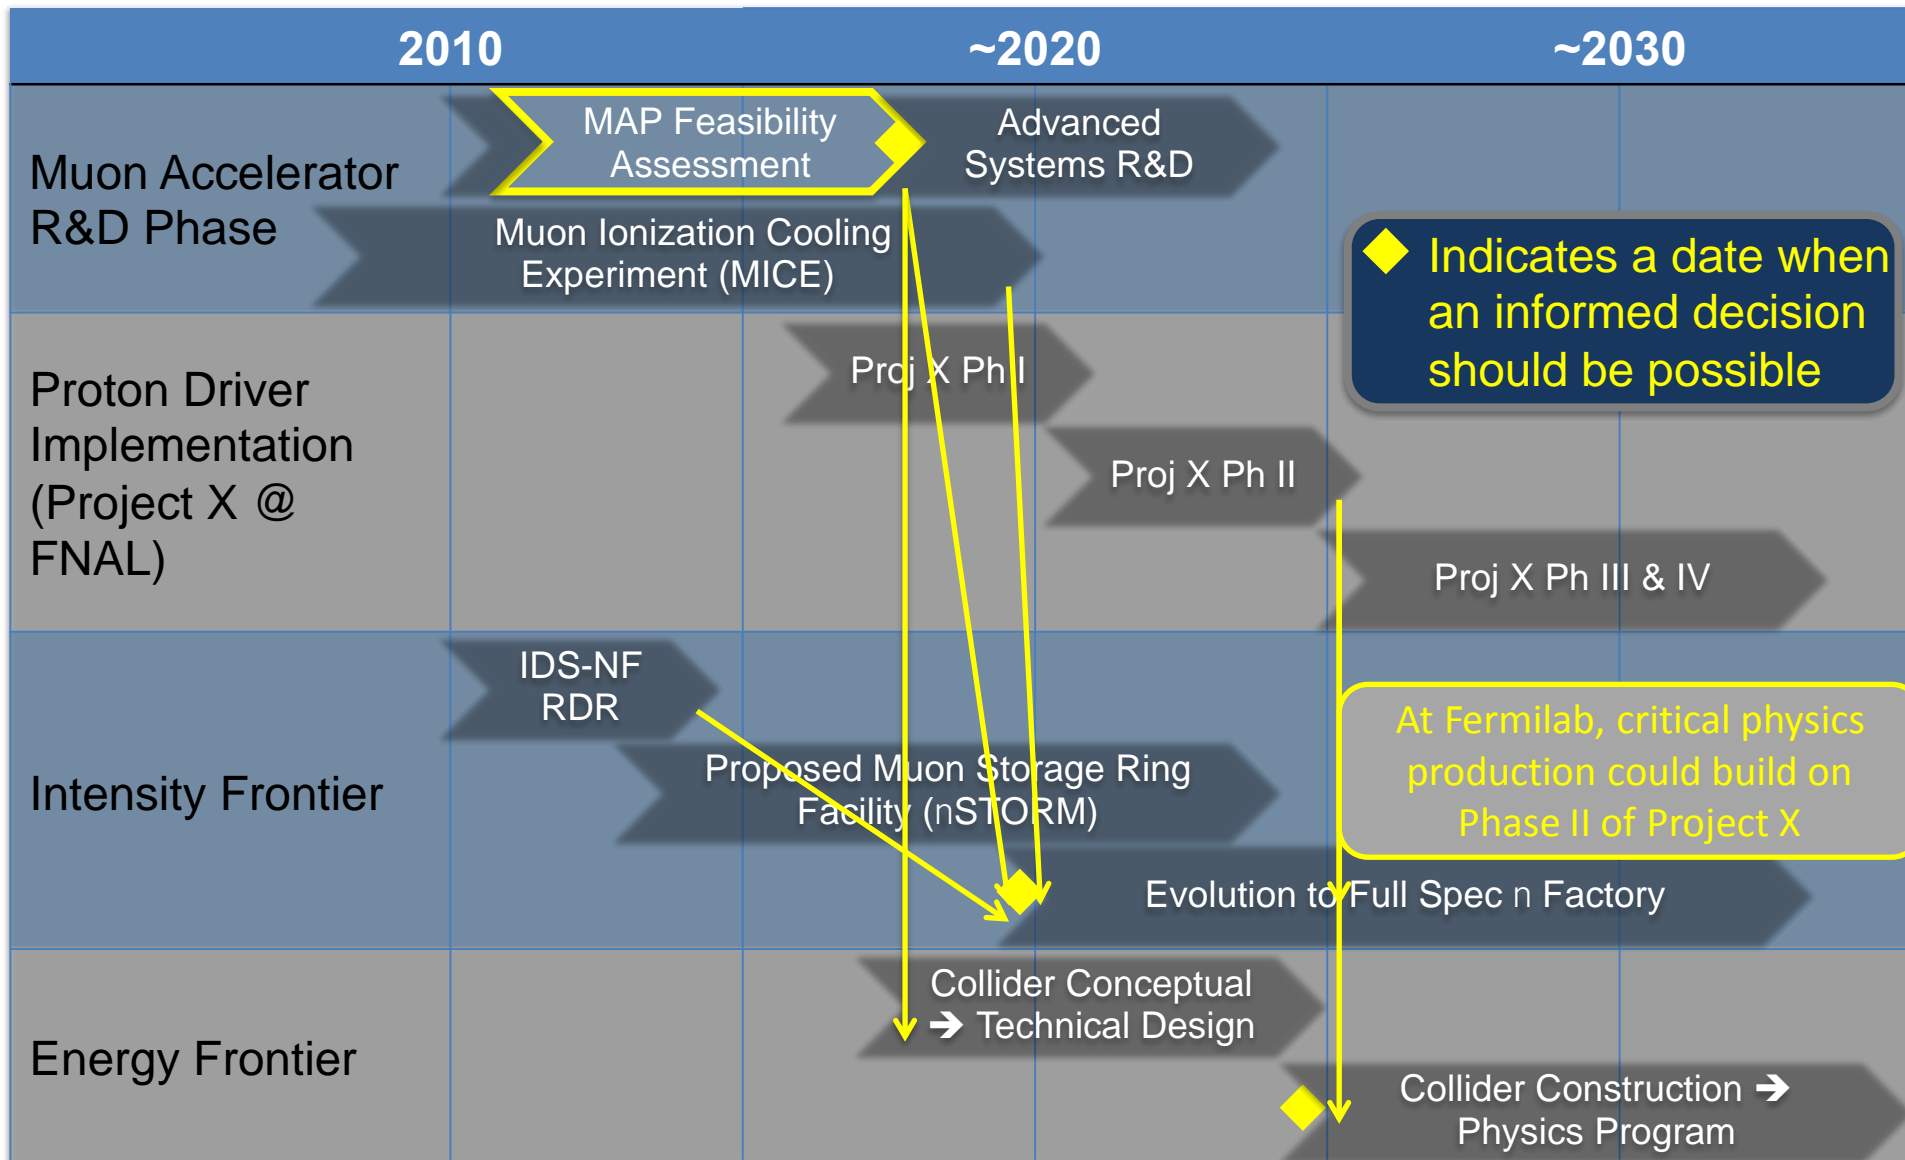 2010 ~2020 ~2030
Muon Accelerator
R&D Phase
MAP Feasibility
Assessment
Advanced
Systems R&D
Muon Ionization Cooling
Experiment (MICE)
Indicates a date when
an informed decision
should be possible
Proton Driver
Implementation
(Project X @
FNAL)
Proj X Ph I
Proj X Ph II
Proj X Ph III & IV
Intensity Frontier
IDS-NF
RDR
Proposed Muon Storage Ring
Facility (nSTORM)
Evolution to Full Spec n Factory
At Fermilab, critical physics
production could build on
Phase II of Project X
Energy Frontier
Collider Conceptual
➔ Technical Design
Collider Construction ➔
Physics Program